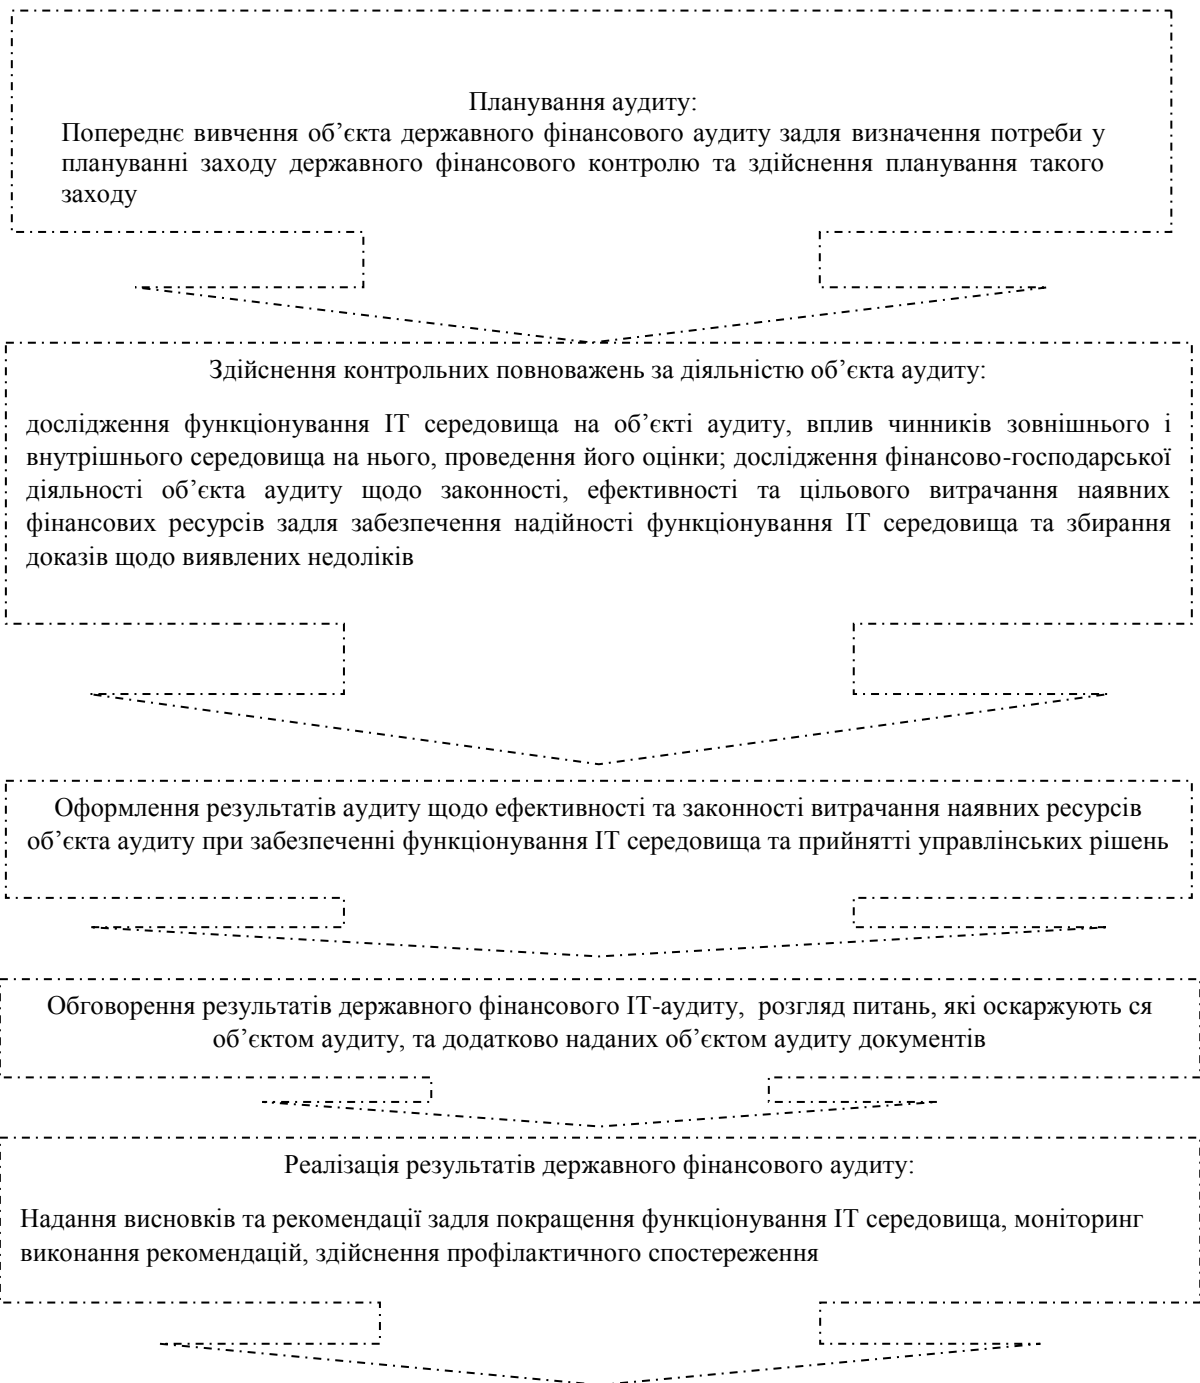 Планування аудиту:
Попереднє вивчення об’єкта державного фінансового аудиту задля визначення потреби у
плануванні заходу державного фінансового контролю та здійснення планування такого
заходу
Здійснення контрольних повноважень за діяльністю об’єкта аудиту:
дослідження функціонування ІТ середовища на об’єкті аудиту, вплив чинників зовнішнього і
внутрішнього середовища на нього, проведення його оцінки; дослідження фінансово-господарської
діяльності об’єкта аудиту щодо законності, ефективності та цільового витрачання наявних
фінансових ресурсів задля забезпечення надійності функціонування ІТ середовища та збирання
доказів щодо виявлених недоліків
Оформлення результатів аудиту щодо ефективності та законності витрачання наявних ресурсів
об’єкта аудиту при забезпеченні функціонування ІТ середовища та прийнятті управлінських рішень
Обговорення результатів державного фінансового ІТ-аудиту, розгляд питань, які оскаржують ся
об’єктом аудиту, та додатково наданих об’єктом аудиту документів
Реалізація результатів державного фінансового аудиту:
Надання висновків та рекомендації задля покращення функціонування ІТ середовища, моніторинг
виконання рекомендацій, здійснення профілактичного спостереження